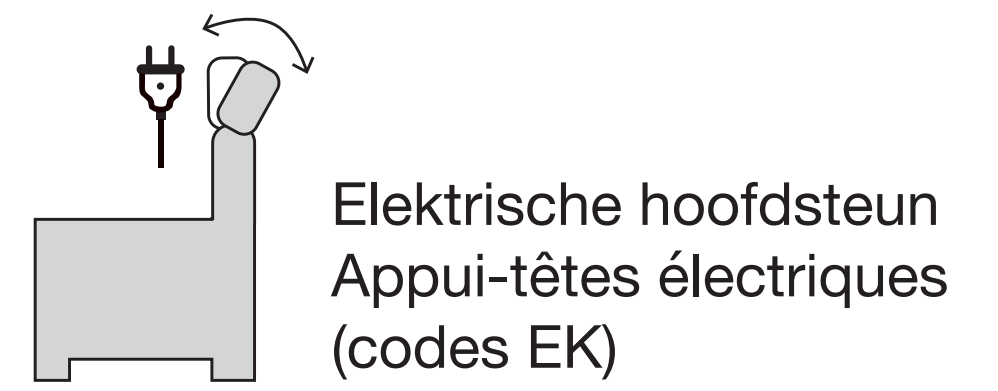 Elektrische hoofdsteun
Appui-têtes électriques
(codes EK)